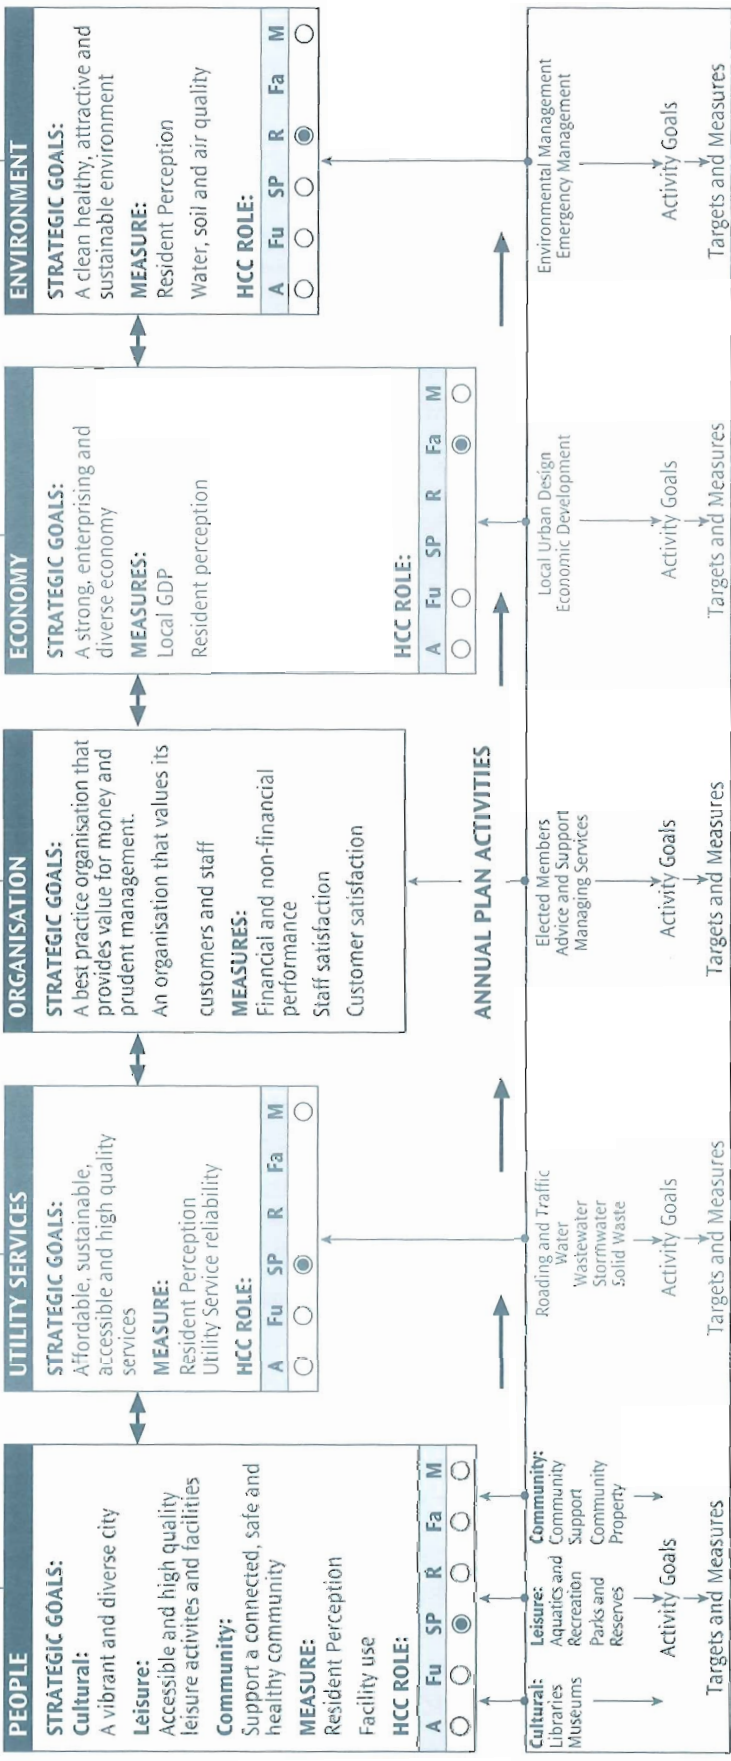 PEOPLE
STRATEGIC GOALS:
Cultural:
A vibrant and diverse city
Leisure:
Accessible and high quality
leisure activites and facilities
Community:
Support a connected, safe and
healthy community
MEASURE:
Resident Perception
Facility use
HCC ROLE:
A Fu SP R Fa M
UTILITY SERVICES
STRATEGIC GOALS:
Affordable, sustainable,
accessible and high quality
services
MEASURE:
Resident Perception
Utility Service reliability
HCC ROLE:
A Fu SP R Fa M
ORGANISATION
STRATEGIC GOALS:
A best practice organisation that
provides value for money and
prudent management.
An organisation that values its
customers and staff
MEASURES:
Financial and non-financial
performance
Staff satisfaction
Customer satisfaction
ECONOMY
STRATEGIC GOALS:
A strong, enterprising and
diverse economy
MEASURES:
Local GDP
Resident perception
HCC ROLE:
A Fu SP R Fa M
ENVIRONMENT
STRATEGIC GOALS:
A clean healthy, attractive and
sustainable environment
MEASURE:
Resident Perception
Water, soil and air quality
HCC ROLE:
A Fu SP R Fa M
ANNUAL PLAN ACTIVITIES
Cultural:
Libraries
Museums
Leisure:
Aquatics and
Recreation
Parks and
Reserves
Community:
Community
Support
Community
Property
Activity Goals
Targets and Measures
Roading and Traffic
Water
Wastewater
Stormwater
Solid Waste
Activity Goals
Targets and Measures
Elected Members
Advice and Support
Managing Services
Activity Goals
Targets and Measures
Local Urban Design
Economic Development
Activity Goals
Targets and Measures
Environmental Management
Emergency Management
Activity Goals
Targets and Measures